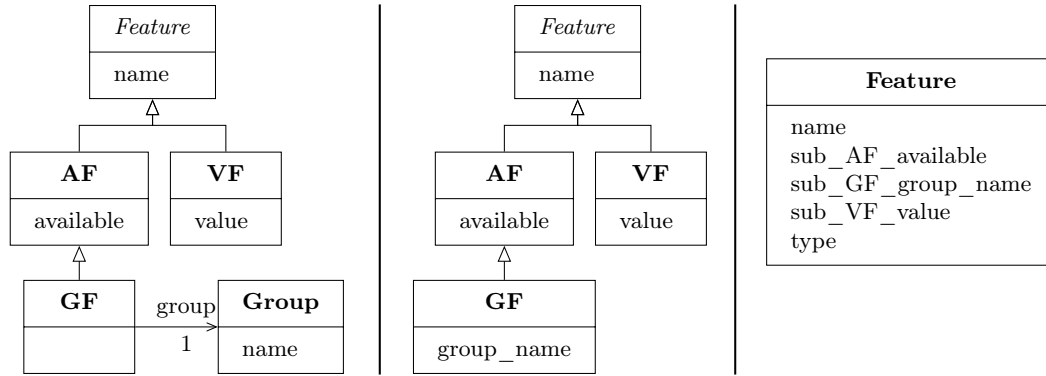 Feature
name
AF
available
VF
value
GF
group
1
Group
name
Feature
name
AF
available
VF
value
GF
group_name
Feature
name
sub_AF_available
sub_GF_group_name
sub_VF_value
type